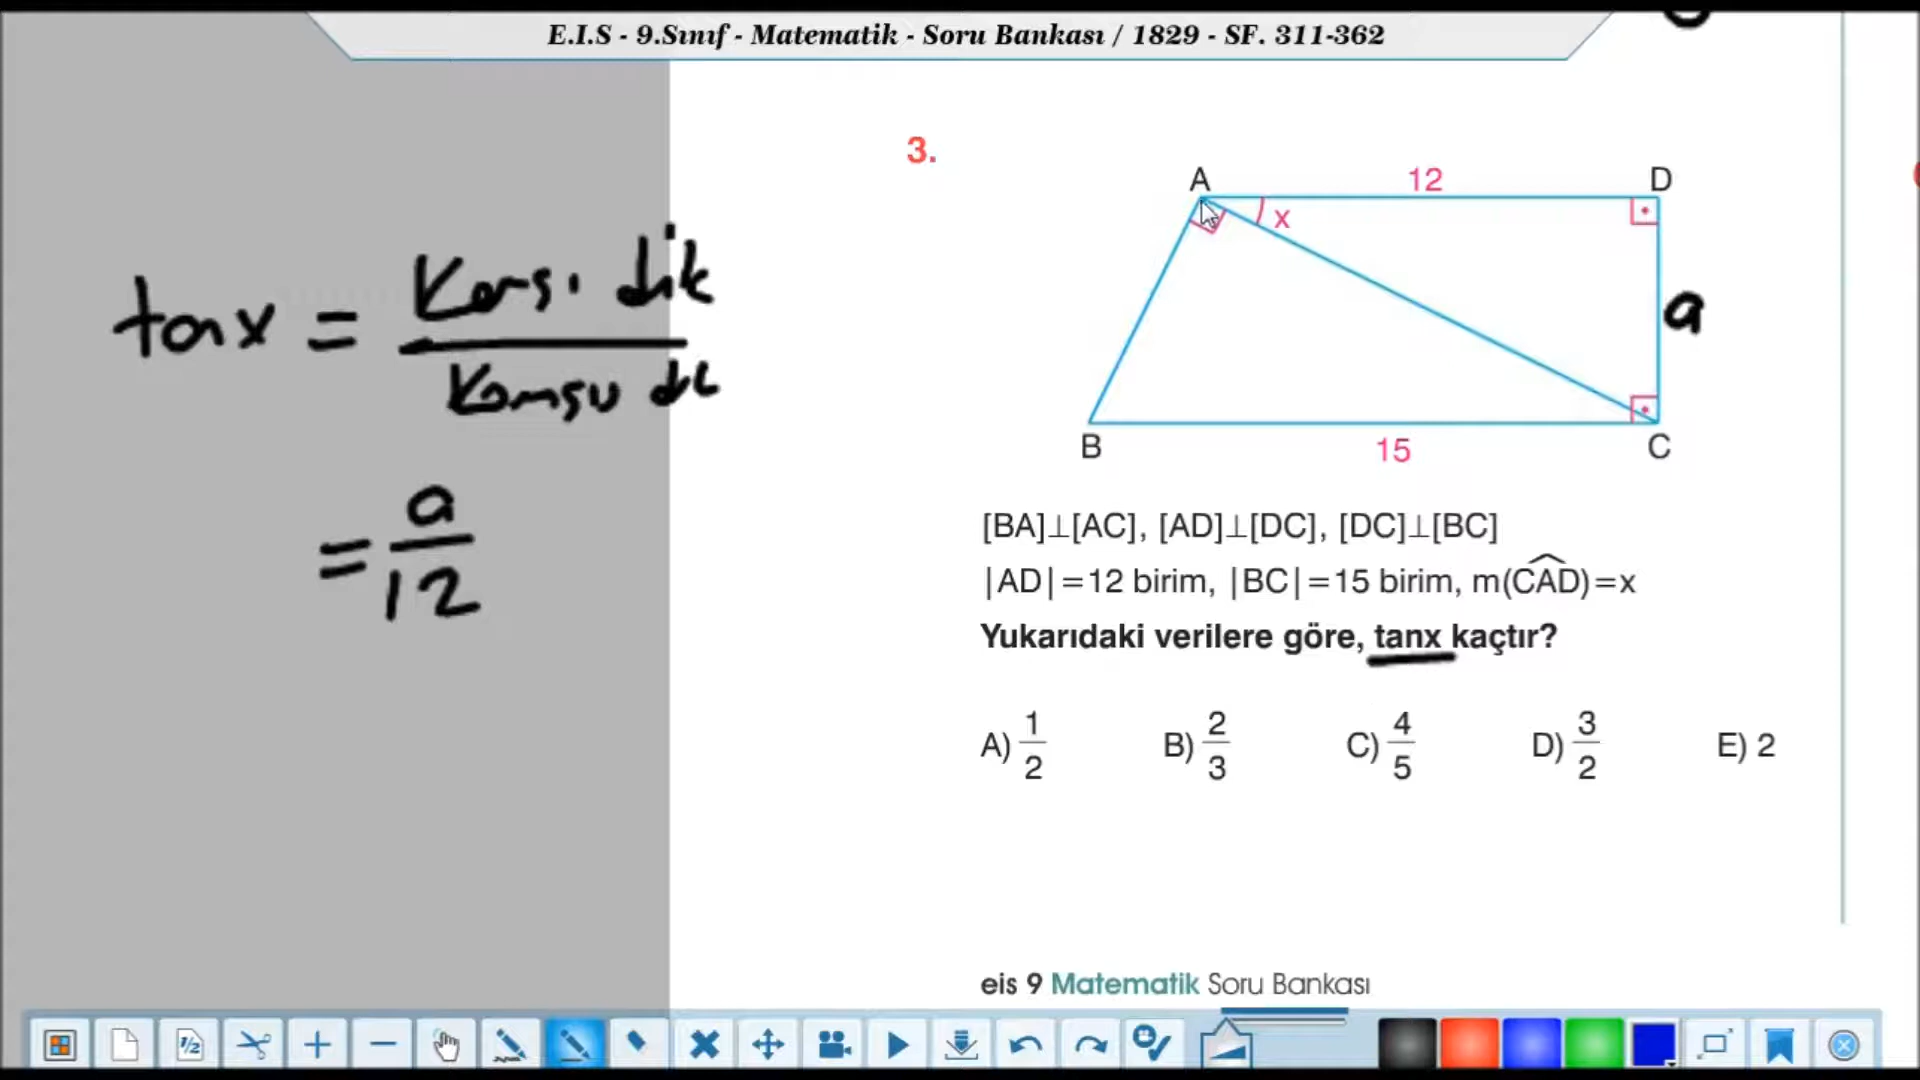 E.I.S - 9.Sınıf - Matematik - Soru Bankası / 1829 - SF. 311-362
tanx = Karşı dik
Komşu dik
= a
12
3.
A
12
D
x
a
B
15
C
[BA]⊥[AC], [AD]⊥[DC], [DC]⊥[BC]
|AD|=12 birim, |BC|=15 birim, m(CAD)=x
Yukarıdaki verilere göre, tanx kaçtır?
A) 1/2 B) 2/3 C) 4/5 D) 3/2 E) 2
eis 9 Matematik Soru Bankası
1/2